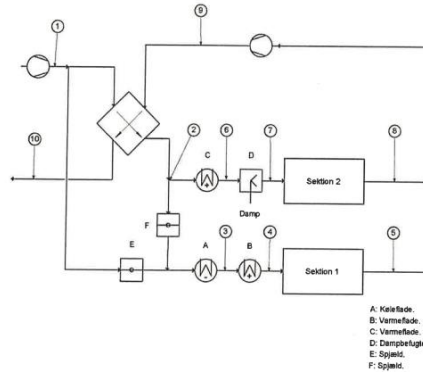 1
9
10
2
6
7
8
C
D
Sektion 2
Damp
F
E
A
3
B
4
5
Sektion 1
A: Køleflade.
B: Varmeflade.
C: Varmeflade.
D: Dampbefugte
E: Spjæld.
F: Spjæld.